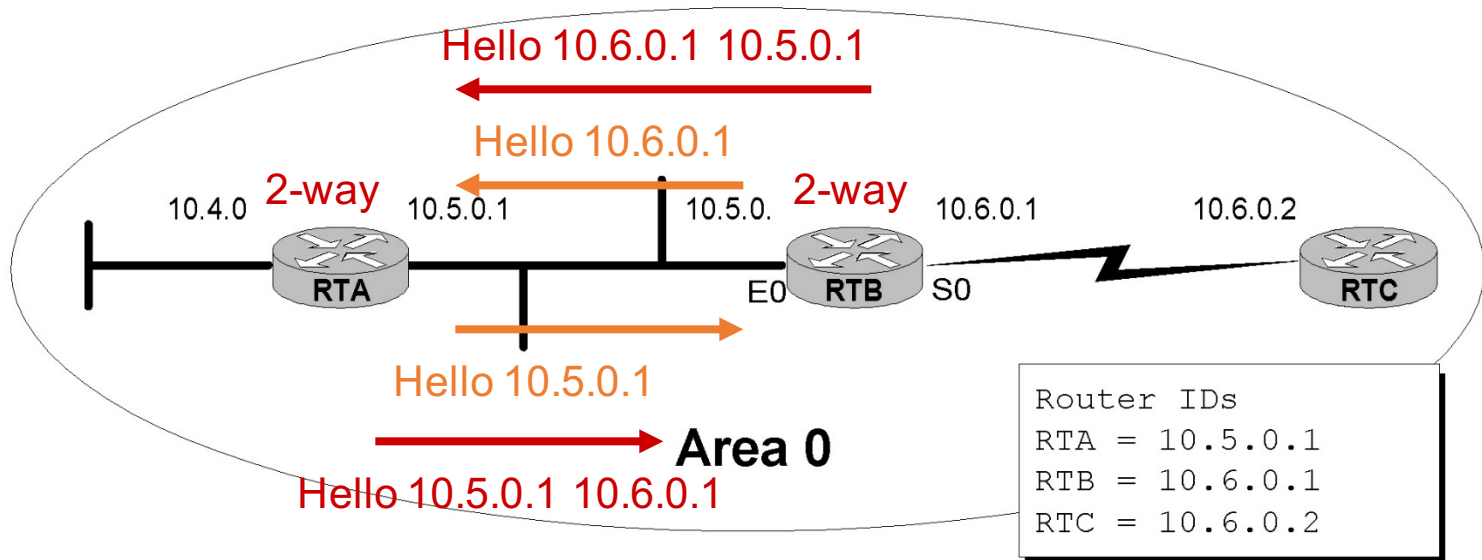 Hello 10.6.0.1 10.5.0.1
Hello 10.6.0.1
2-way
2-way
10.4.0
10.5.0.1
10.5.0.
10.6.0.1
10.6.0.2
RTA
E0
RTB
S0
RTC
Hello 10.5.0.1
Area 0
Hello 10.5.0.1 10.6.0.1
Router IDs
RTA = 10.5.0.1
RTB = 10.6.0.1
RTC = 10.6.0.2